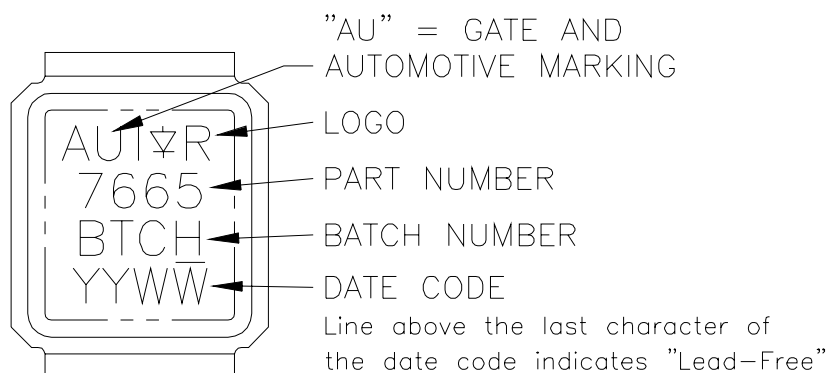 "AU" = GATE AND
AUTOMOTIVE MARKING
AUI R
LOGO
7665
PART NUMBER
BTCH
BATCH NUMBER
YYWW̅
DATE CODE
Line above the last character of
the date code indicates "Lead-Free"